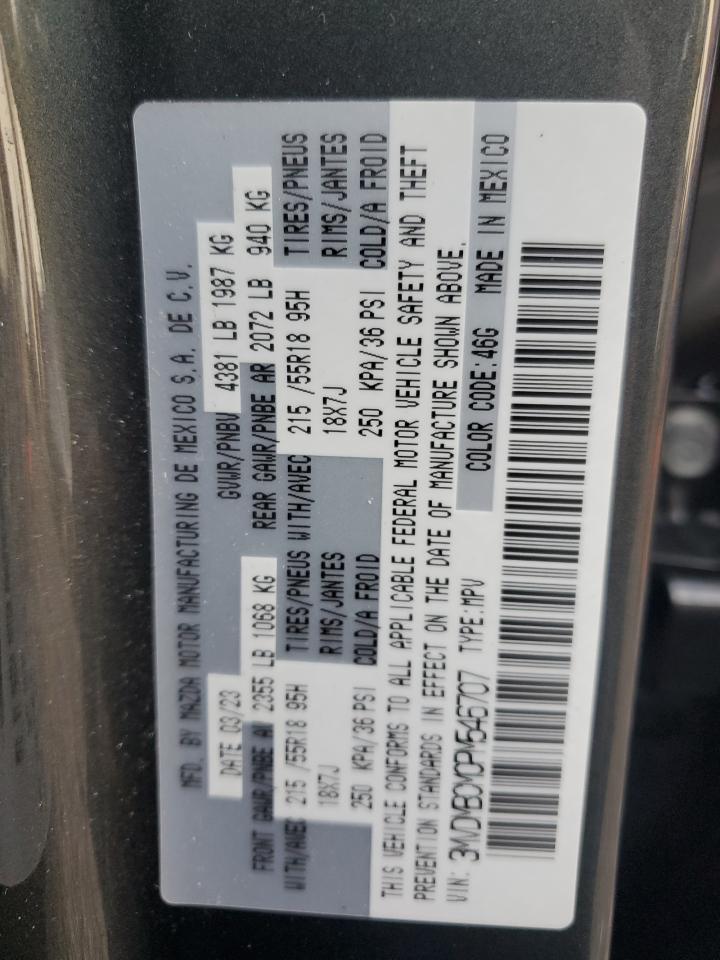 MFD. BY MAZDA MOTOR MANUFACTURING DE MEXICO S.A. DE C.V.
DATE 03/23 GVWR/PNBV 4381 LB 1987 KG
FRONT GAWR/PNBE AV 2355 LB 1068 KG REAR GAWR/PNBE AR 2072 LB 940 KG
WITH/AVEC 215 /55R18 95H TIRES/PNEUS WITH/AVEC 215 /55R18 95H TIRES/PNEUS
18X7J RIMS/JANTES 18X7J RIMS/JANTES
250 KPA/36 PSI COLD/A FROID 250 KPA/36 PSI COLD/A FROID
THIS VEHICLE CONFORMS TO ALL APPLICABLE FEDERAL MOTOR VEHICLE SAFETY AND THEFT
PREVENTION STANDARDS IN EFFECT ON THE DATE OF MANUFACTURE SHOWN ABOVE.
VIN: TYPE:MPV COLOR CODE:46G MADE IN MEXICO